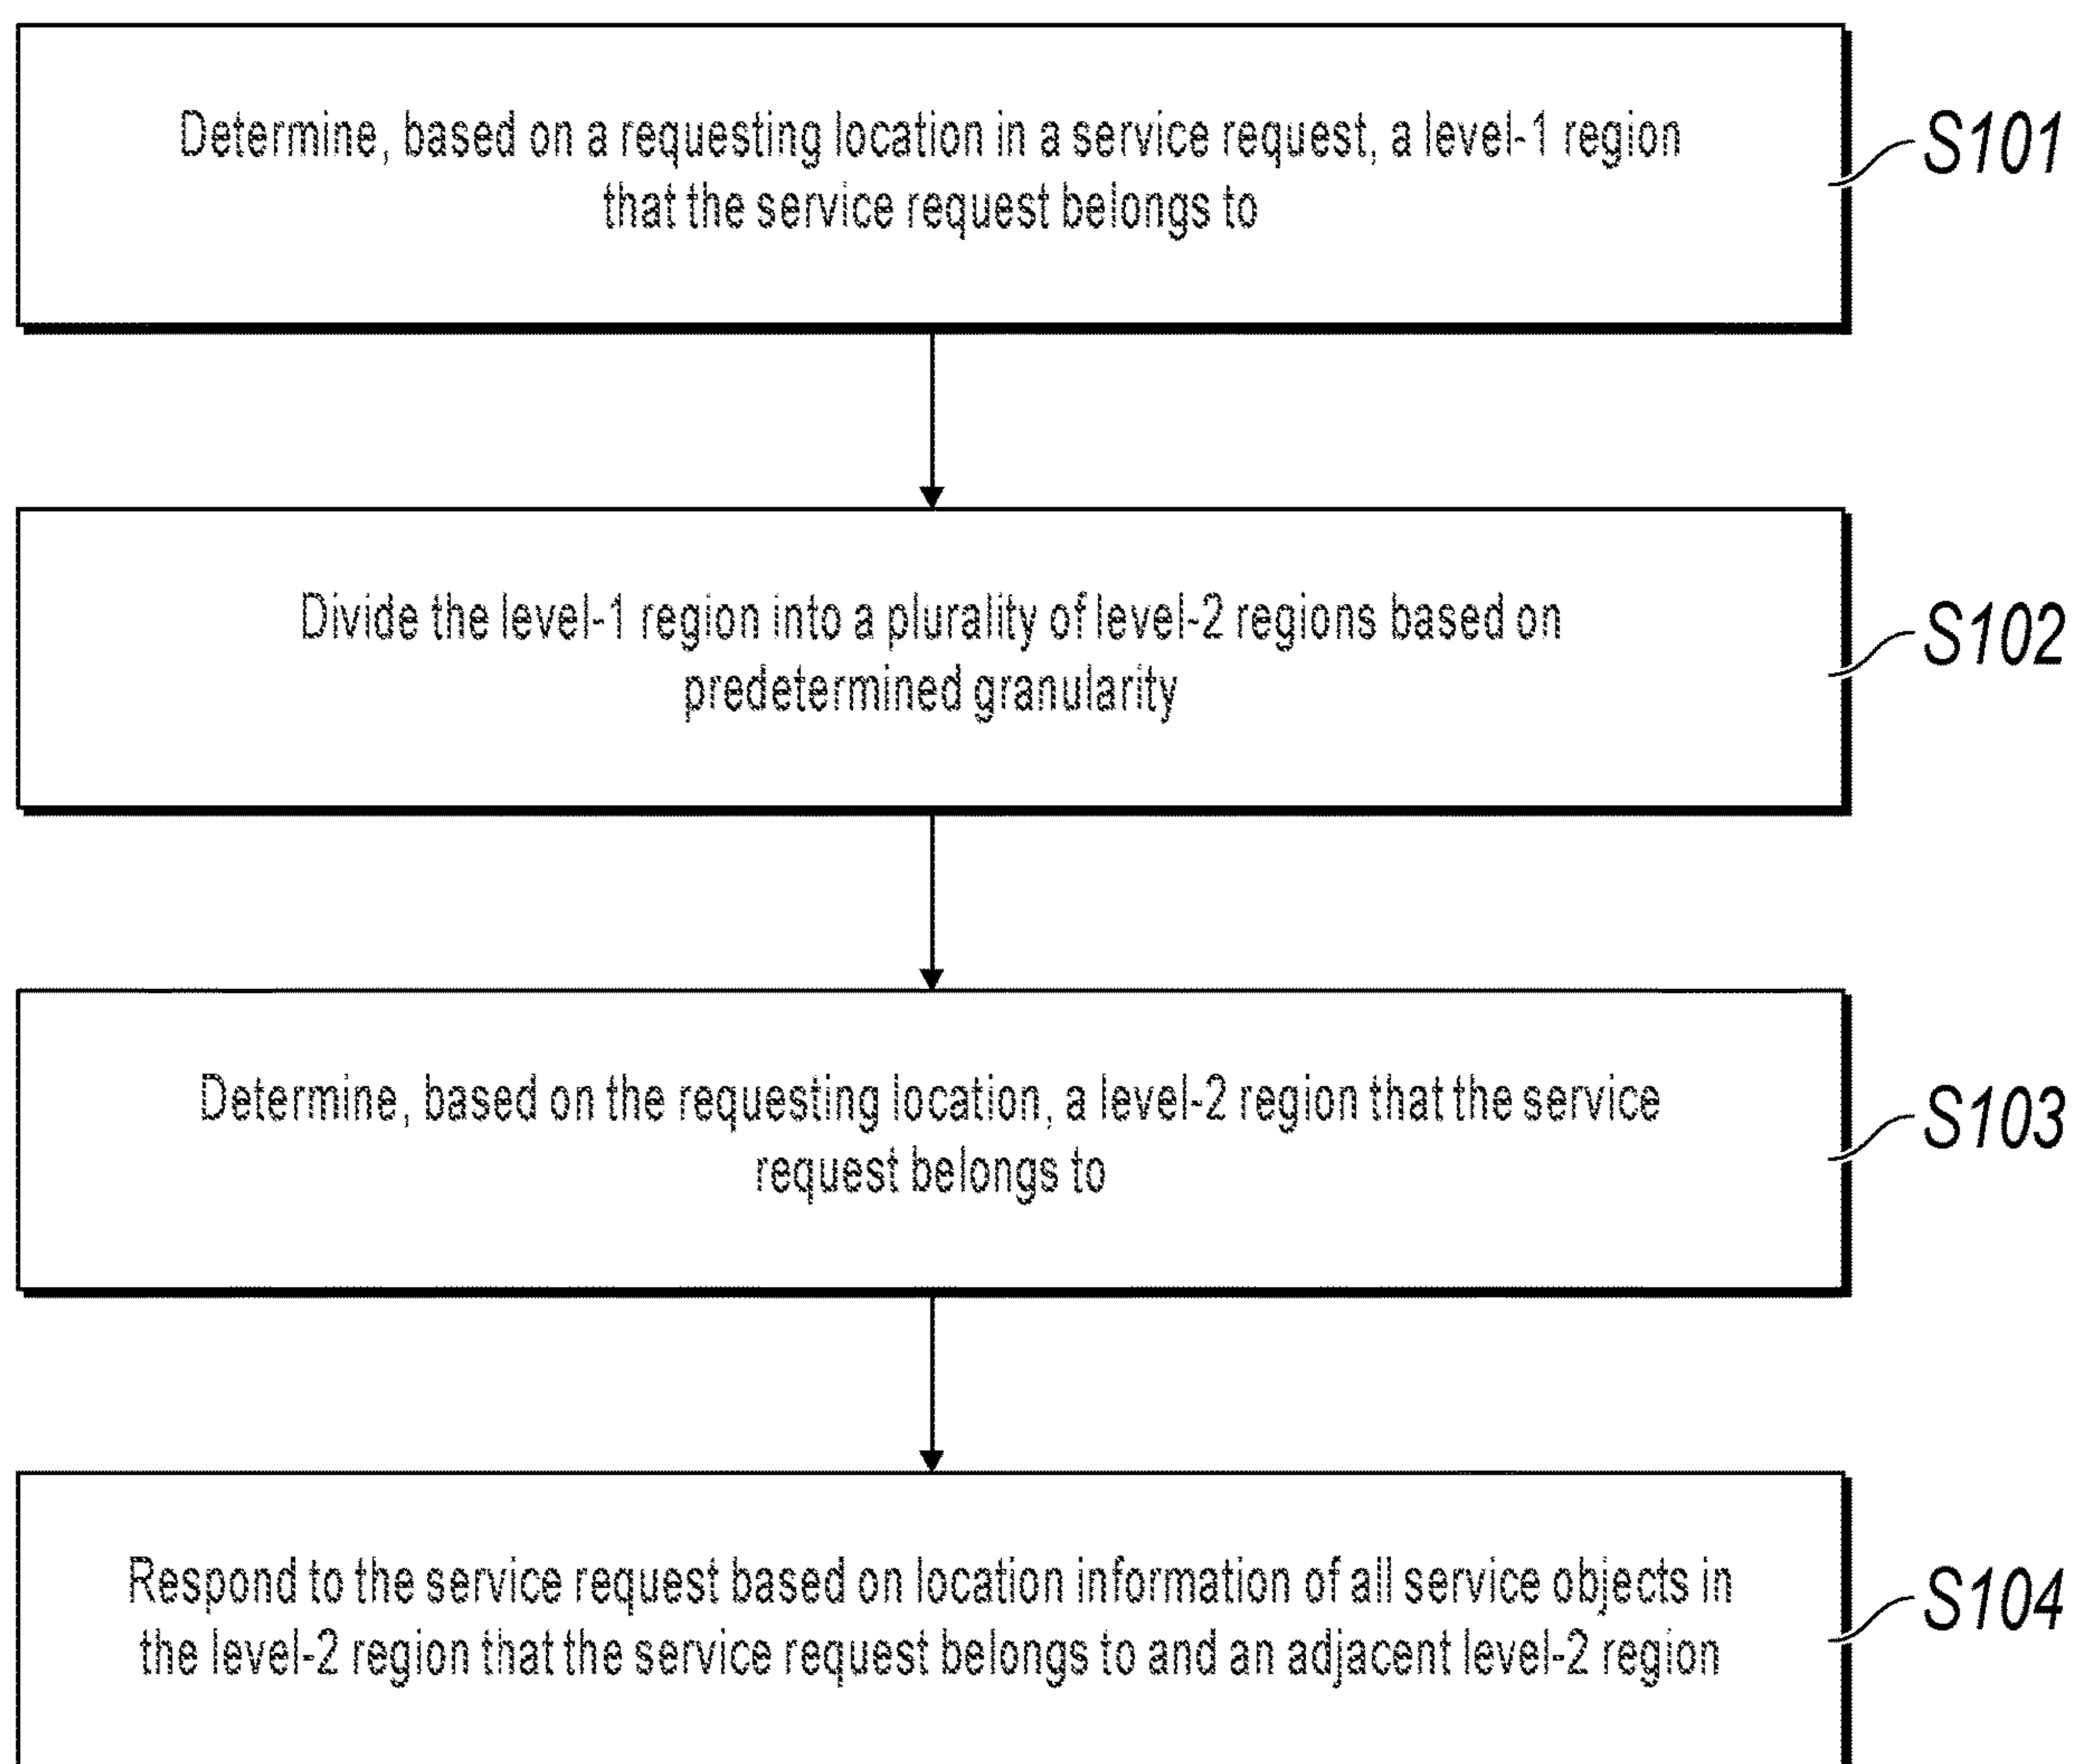 Determine, based on a requesting location in a service request, a level-1 region
that the service request belongs to
S101
Divide the level-1 region into a plurality of level-2 regions based on
predetermined granularity
S102
Determine, based on the requesting location, a level-2 region that the service
request belongs to
S103
Respond to the service request based on location information of all service objects in
the level-2 region that the service request belongs to and an adjacent level-2 region
S104